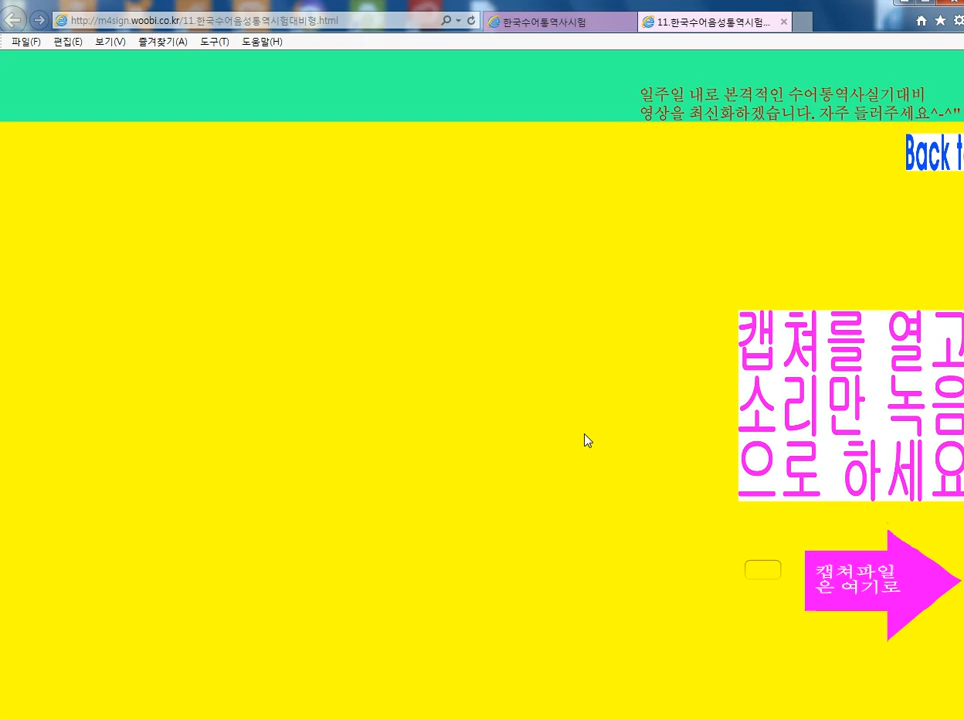 http://m4sign.woobi.co.kr/11.한국수어음성통역시험대비형.html
한국수어통역사시험
11.한국수어음성통역시험...
파일(F) 편집(E) 보기(V) 즐겨찾기(A) 도구(T) 도움말(H)
일주일 내로 본격적인 수어통역사실기대비
영상을 최신화하겠습니다. 자주 들러주세요^-^"
Back t
캡쳐를 열고
소리만 녹음
으로 하세요
캡쳐파일
은 여기로